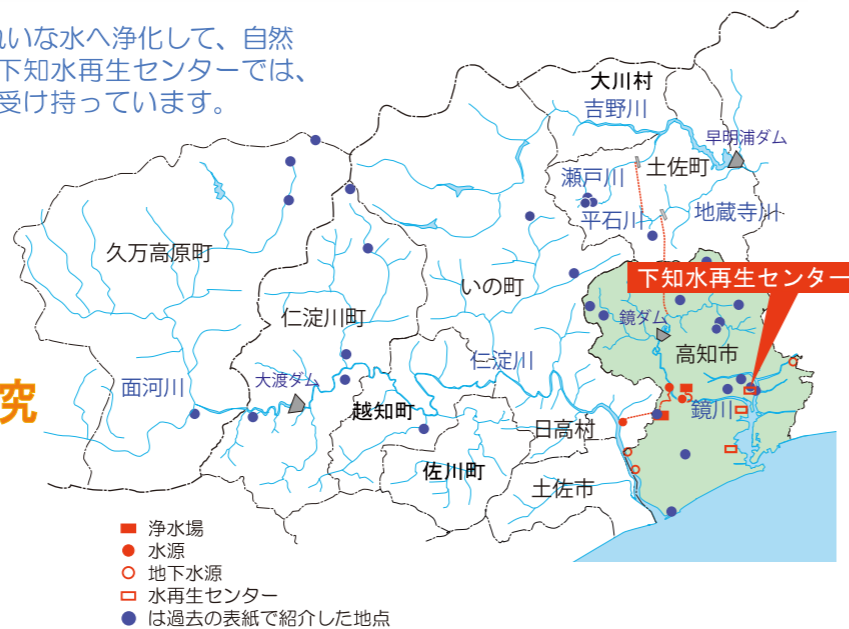 れいな水へ浄化して、自然
下知水再生センターでは、
受け持っています。
究
大川村
吉野川
早明浦ダム
土佐町
瀬戸川
平石川
地蔵寺川
久万高原町
いの町
下知水再生センター
仁淀川町
鏡ダム
高知市
仁淀川
面河川
大渡ダム
越知町
鏡川
日高村
佐川町
土佐市
浄水場
水源
地下水源
水再生センター
は過去の表紙で紹介した地点